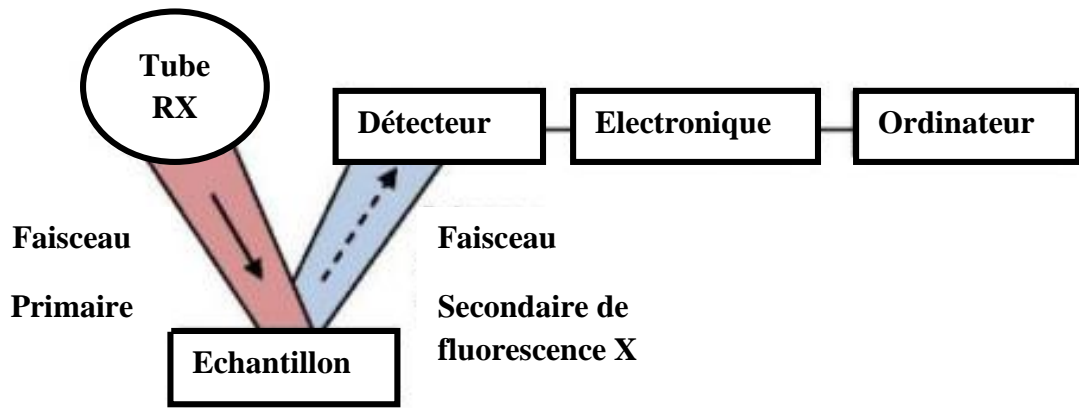 Tube
RX
Détecteur
Electronique
Ordinateur
Faisceau
Primaire
Faisceau
Secondaire de
fluorescence X
Echantillon